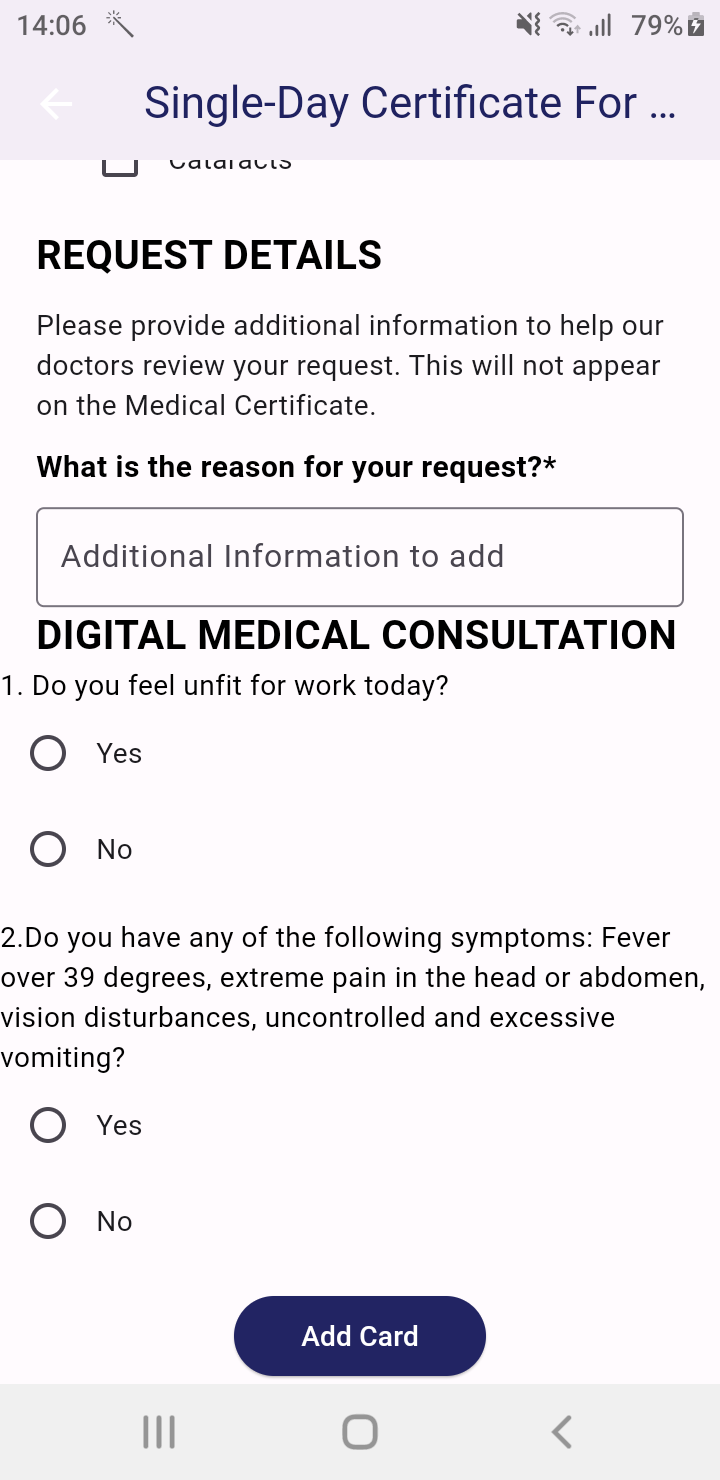 14:06
79%
Single-Day Certificate For ...
Cataracts
REQUEST DETAILS
Please provide additional information to help our
doctors review your request. This will not appear
on the Medical Certificate.
What is the reason for your request?*
Additional Information to add
DIGITAL MEDICAL CONSULTATION
1. Do you feel unfit for work today?
Yes
No
2.Do you have any of the following symptoms: Fever
over 39 degrees, extreme pain in the head or abdomen,
vision disturbances, uncontrolled and excessive
vomiting?
Yes
No
Add Card